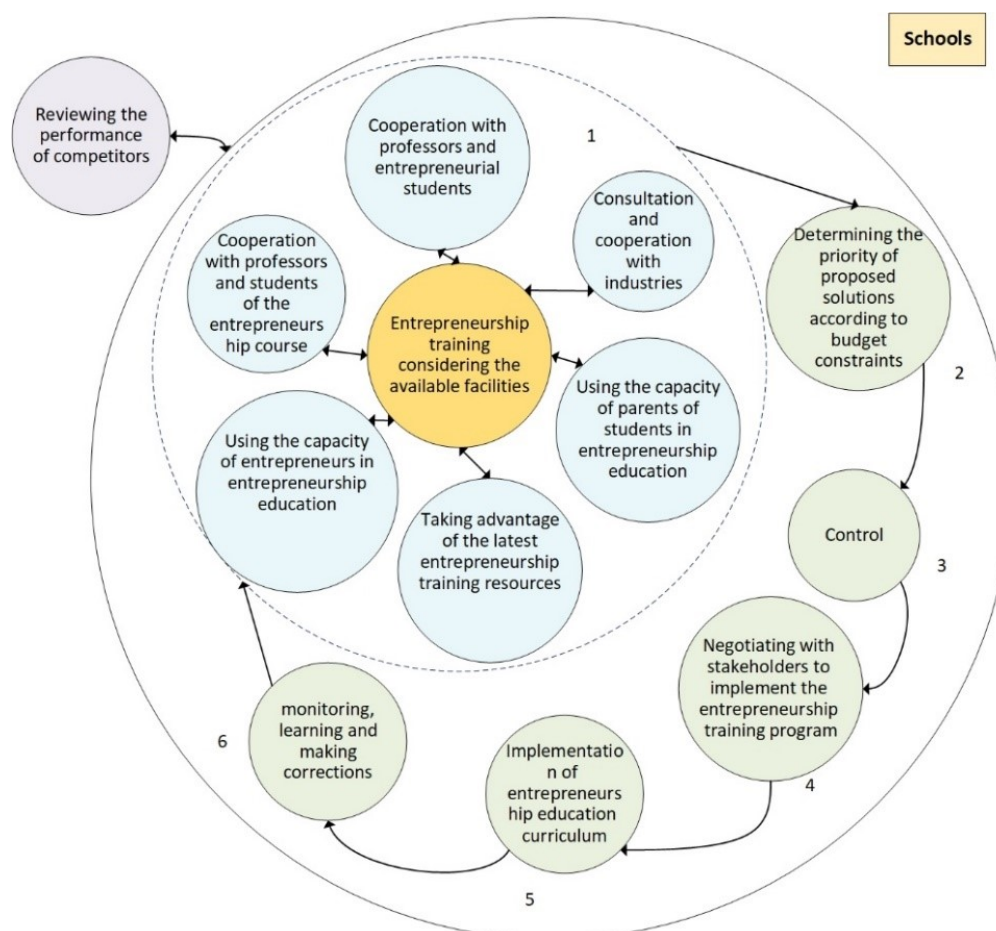 Schools
Reviewing the
performance
of competitors
Cooperation with
professors and
entrepreneurial
students
1
Consultation
and
cooperation
with
industries
Cooperation
with professors
and students
of the
entrepreneurs
hip course
Entrepreneurship
training
considering the
available facilities
Determining the
priority of
proposed
solutions
according to
budget
constraints
2
Using the capacity
of parents of
students in
entrepreneurship
education
Using the capacity
of entrepreneurs in
entrepreneurship
education
Taking advantage
of the latest
entrepreneurship
training resources
Control
3
Negotiating with
stakeholders to
implement the
entrepreneurship
training program
4
Implementatio
n of
entrepreneurs
hip education
curriculum
5
monitoring,
learning and
making
corrections
6